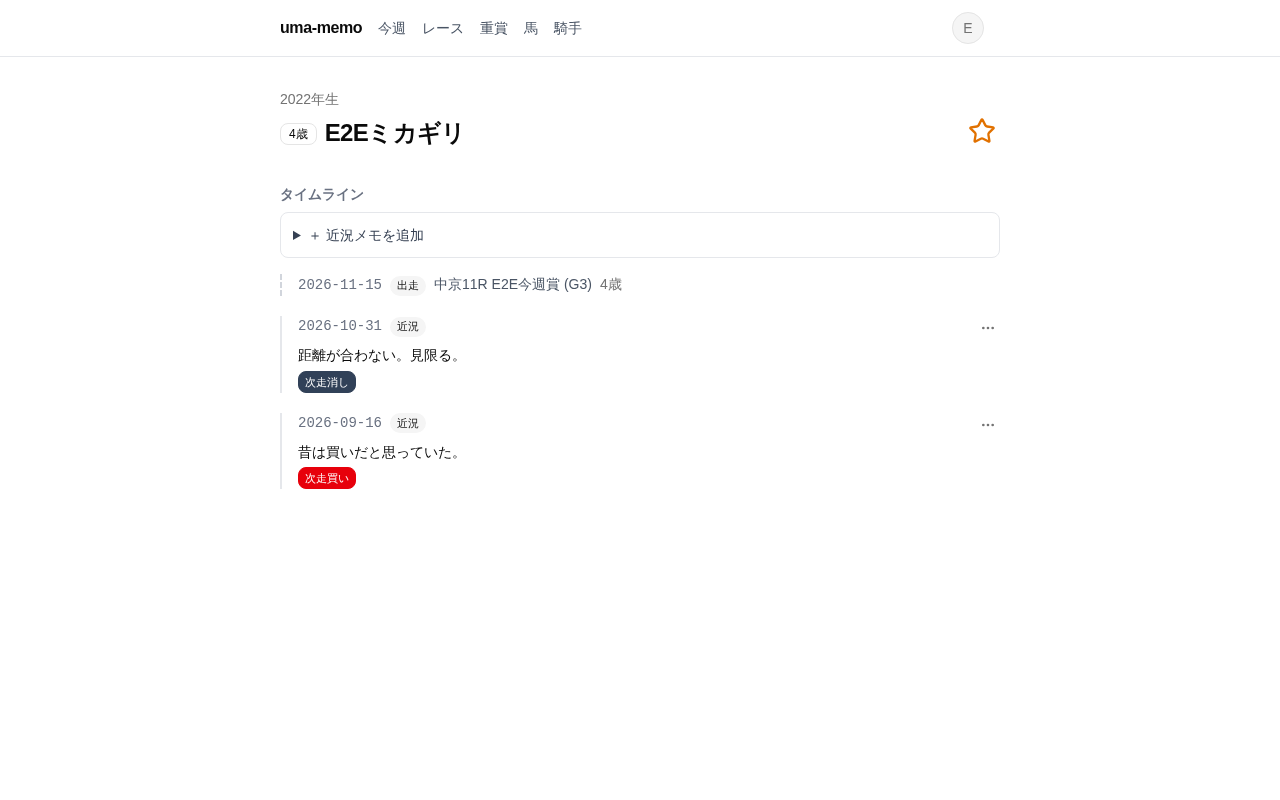 uma-memo 今週 レース 重賞 馬 騎手 E
2022年生
4歳 E2Eミカギリ
タイムライン
▶ ＋ 近況メモを追加
2026-11-15 出走 中京11R E2E今週賞 (G3) 4歳
2026-10-31 近況 …
距離が合わない。見限る。
次走消し
2026-09-16 近況 …
昔は買いだと思っていた。
次走買い